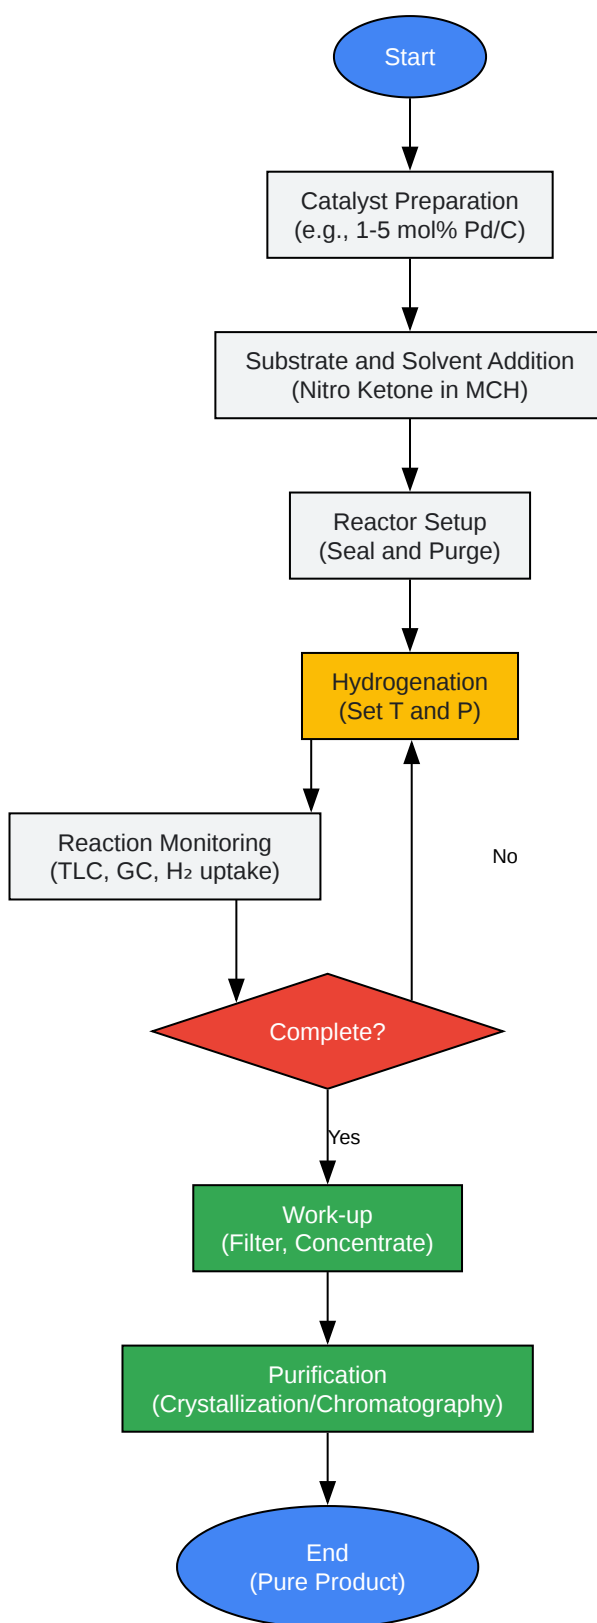 Start
Catalyst Preparation
(e.g., 1-5 mol% Pd/C)
Substrate and Solvent Addition
(Nitro Ketone in MCH)
Reactor Setup
(Seal and Purge)
Hydrogenation
(Set T and P)
Reaction Monitoring
(TLC, GC, H₂ uptake)
No
Complete?
Yes
Work-up
(Filter, Concentrate)
Purification
(Crystallization/Chromatography)
End
(Pure Product)